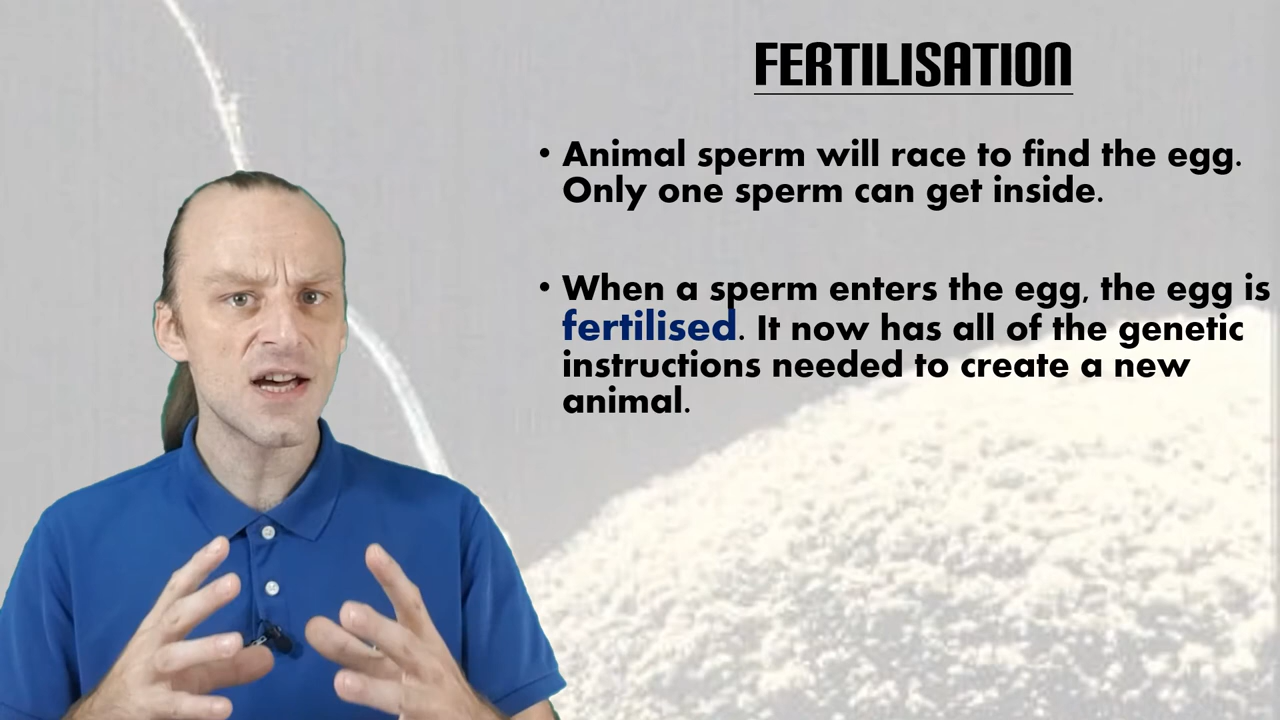 FERTILISATION
• Animal sperm will race to find the egg.
Only one sperm can get inside.
• When a sperm enters the egg, the egg is
fertilised. It now has all of the genetic
instructions needed to create a new
animal.